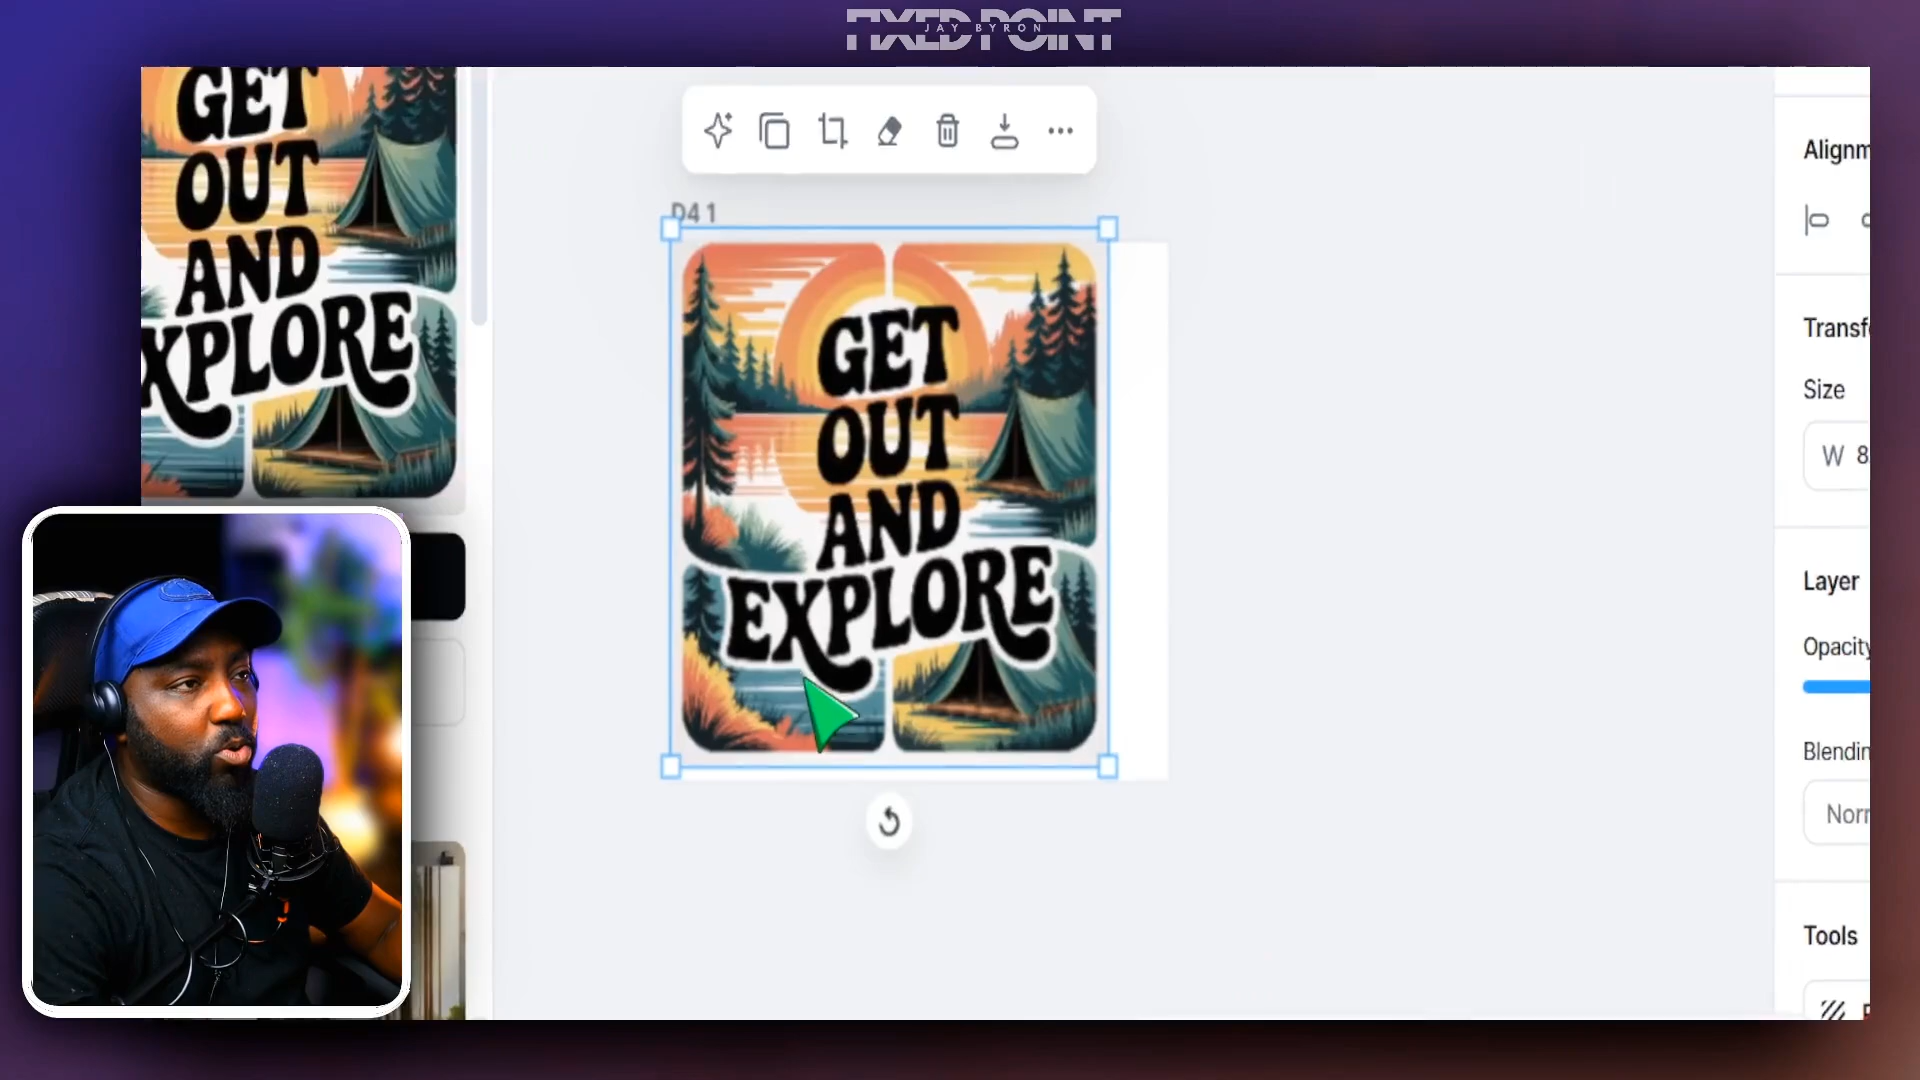 FIXED POINT
JAY BYRON
GET
OUT
AND
XPLORE
D4 1
GET
OUT
AND
EXPLORE
Alignm
Transf
Size
W 8
Layer
Opacity
Blendin
Nor
Tools